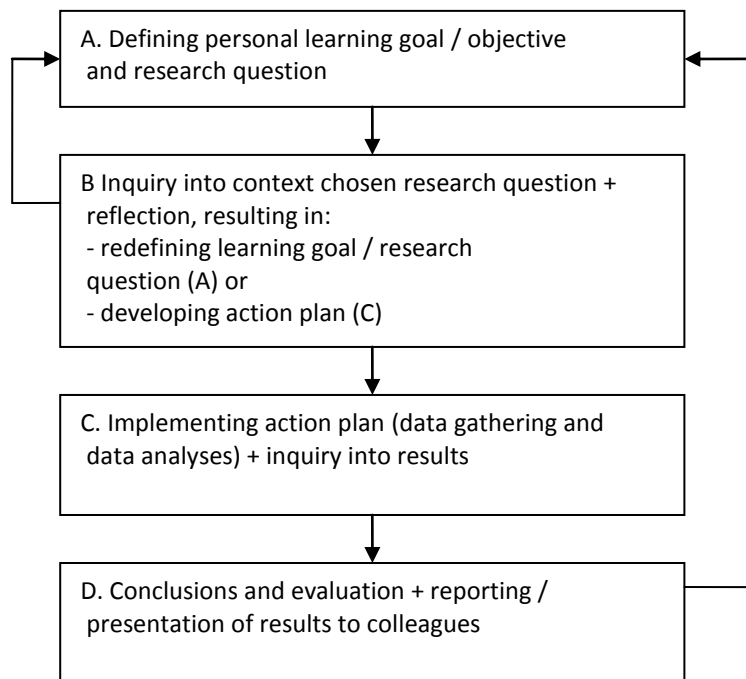 A. Defining personal learning goal / objective
and research question
B Inquiry into context chosen research question +
reflection, resulting in:
- redefining learning goal / research
question (A) or
- developing action plan (C)
C. Implementing action plan (data gathering and
data analyses) + inquiry into results
D. Conclusions and evaluation + reporting /
presentation of results to colleagues